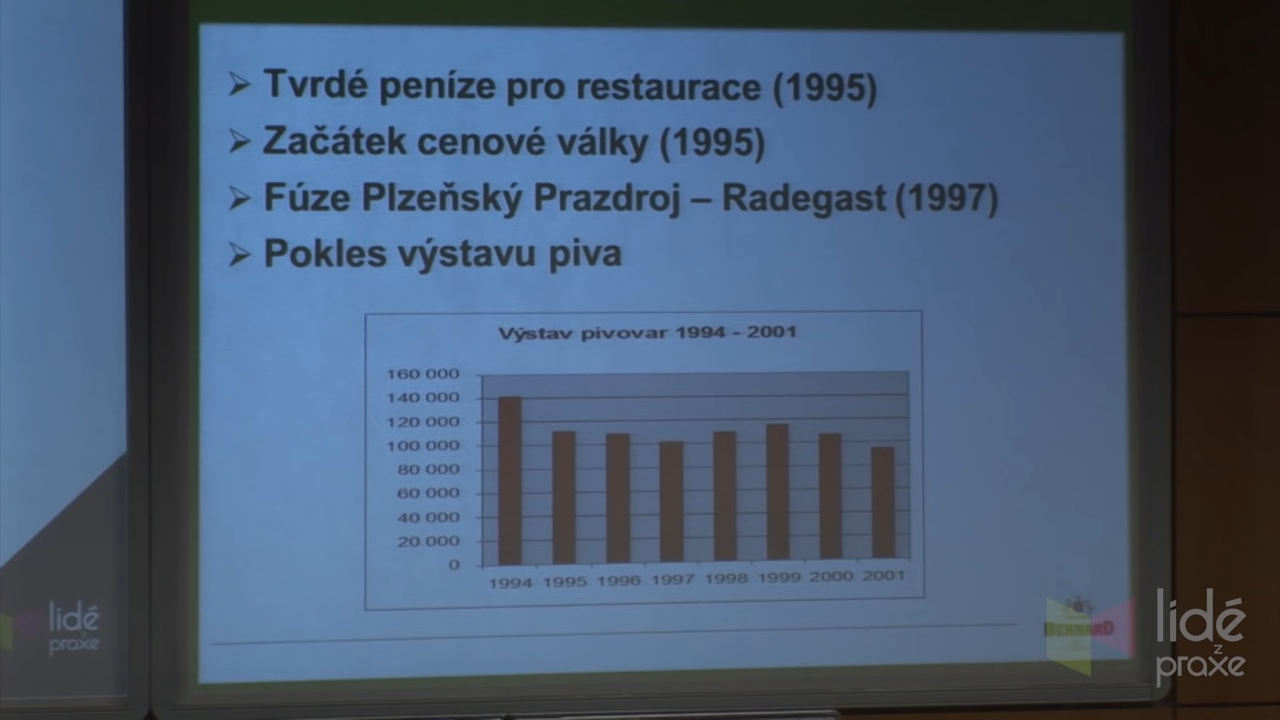 Tvrdé peníze pro restaurace (1995)
Začátek cenové války (1995)
Fúze Plzeňský Prazdroj – Radegast (1997)
Pokles výstavu piva
Výstav pivovar 1994 - 2001
160 000
140 000
120 000
100 000
80 000
60 000
40 000
20 000
0
1994 1995 1996 1997 1998 1999 2000 2001
BERNARD
lidé
z
praxe
lidé
praxe